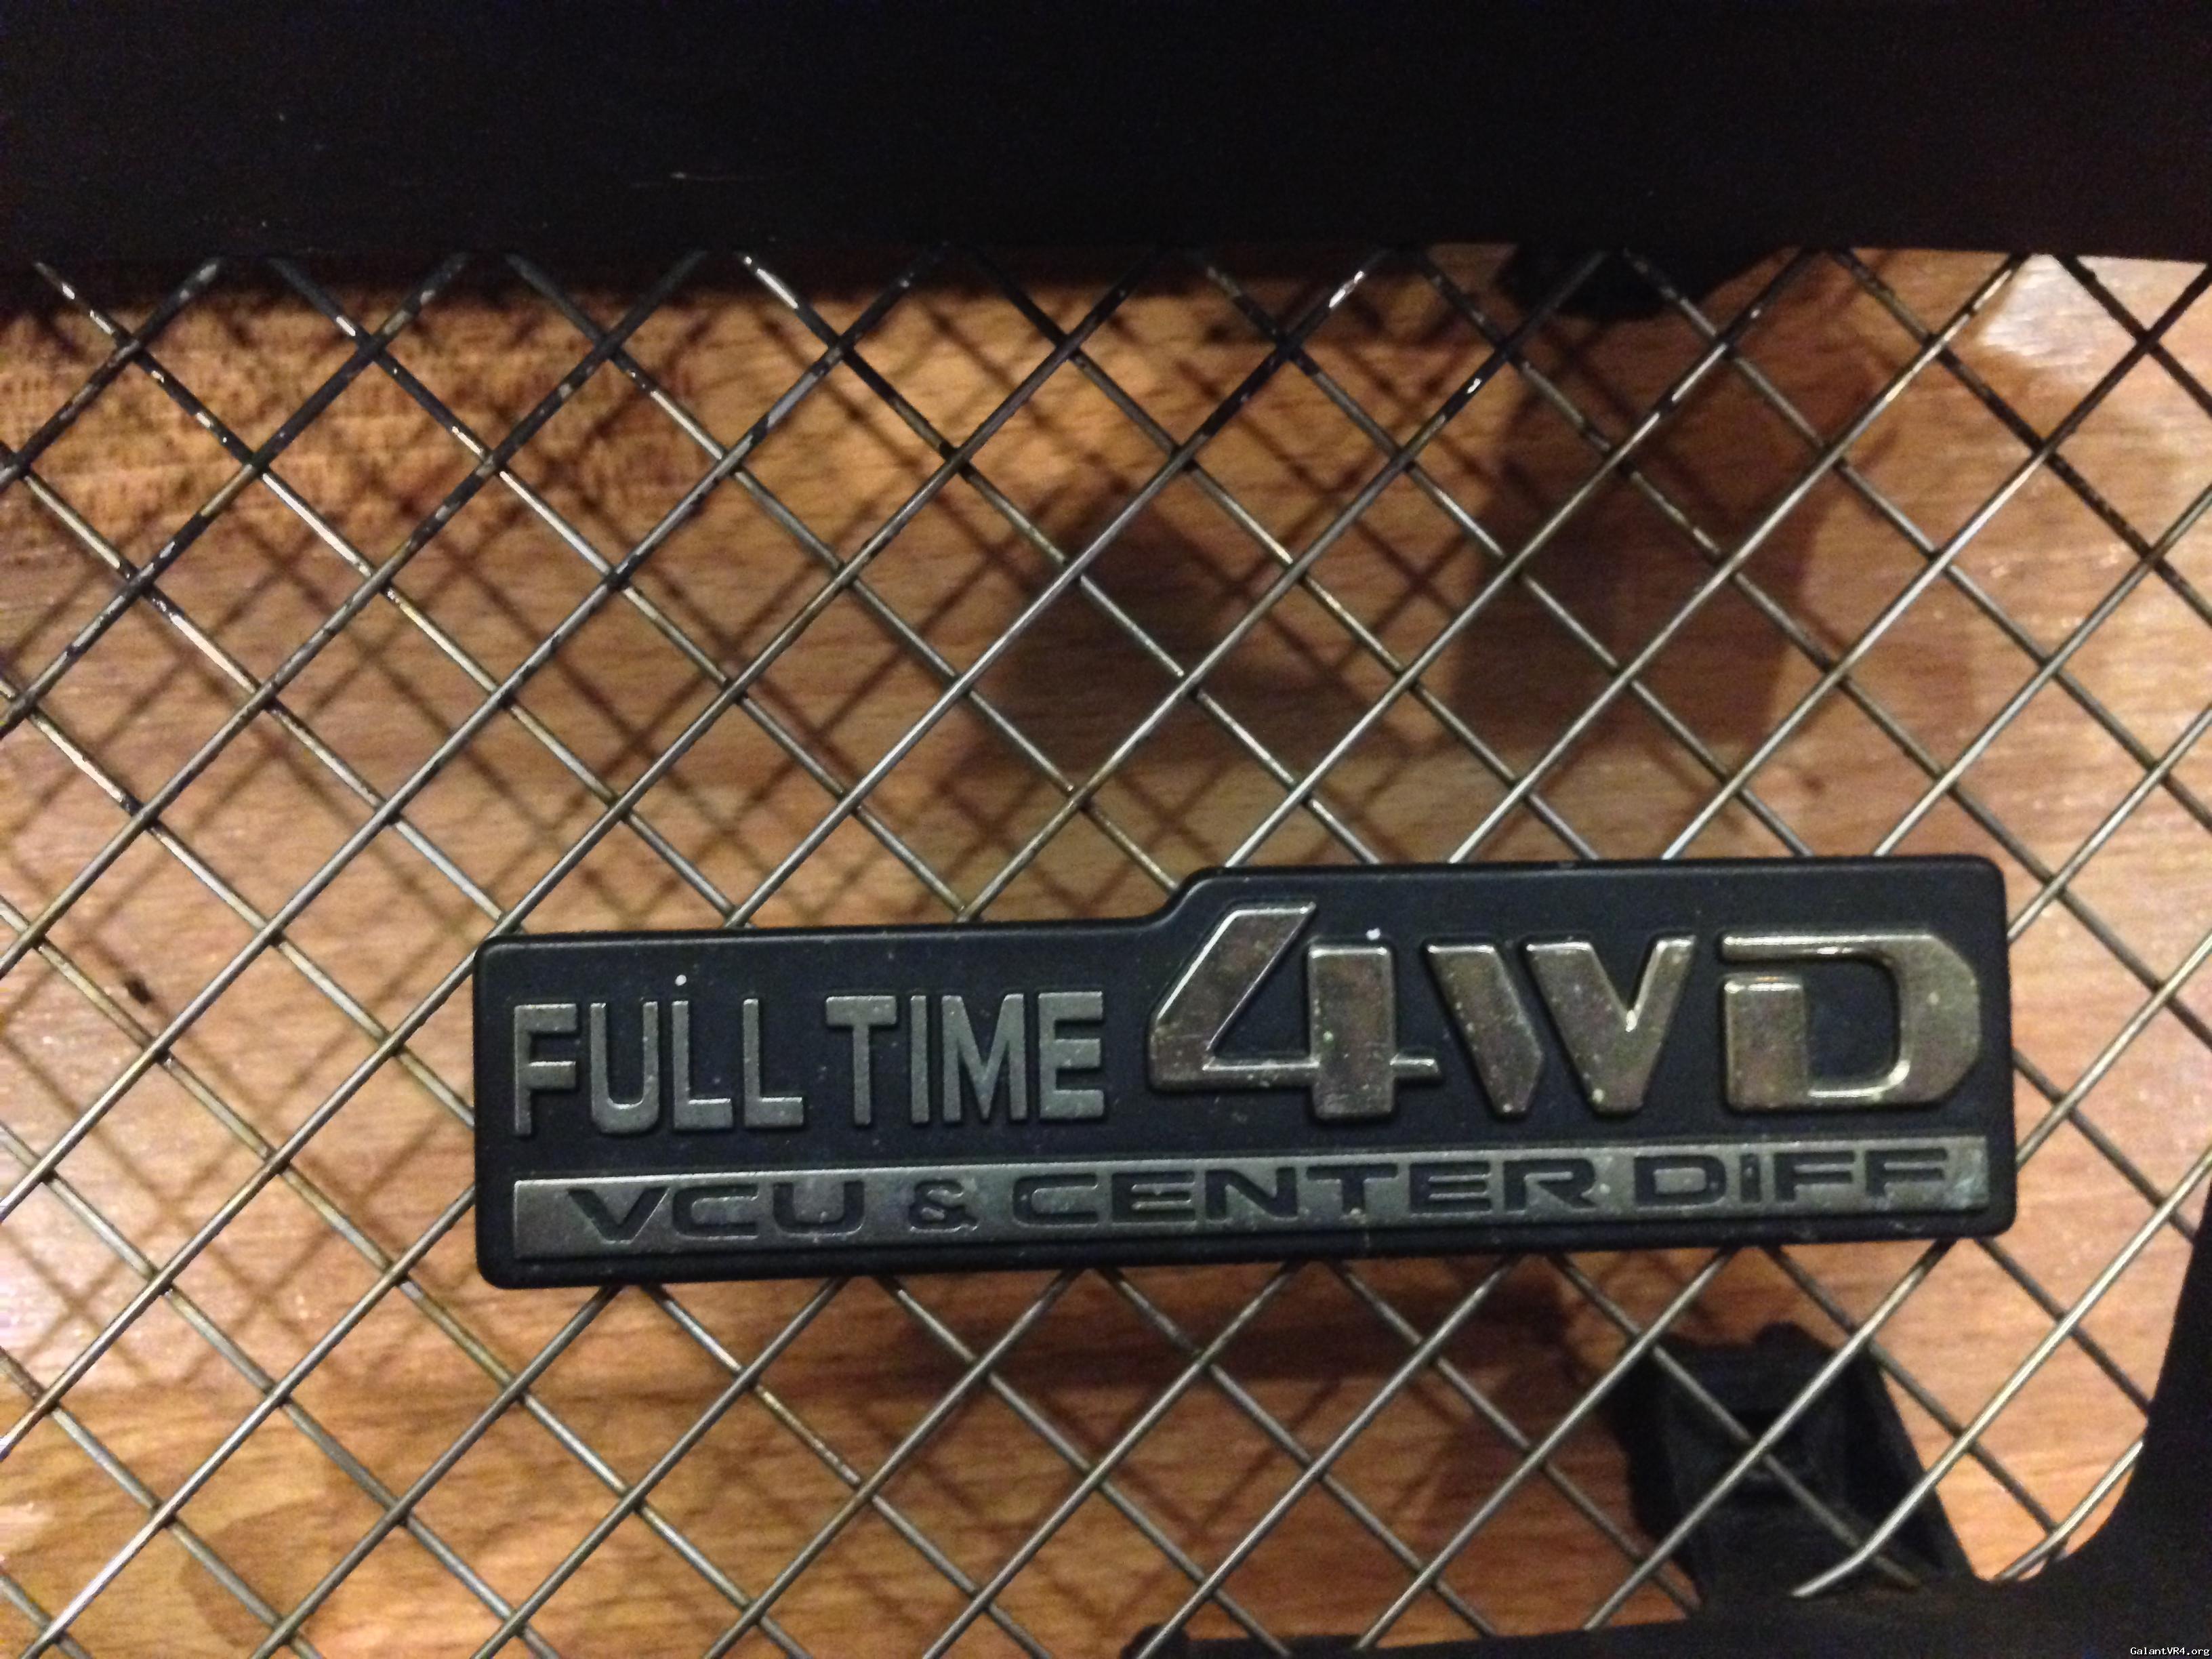 FULL TIME 4WD
VCU & CENTER DiFF
GalantVR4.org